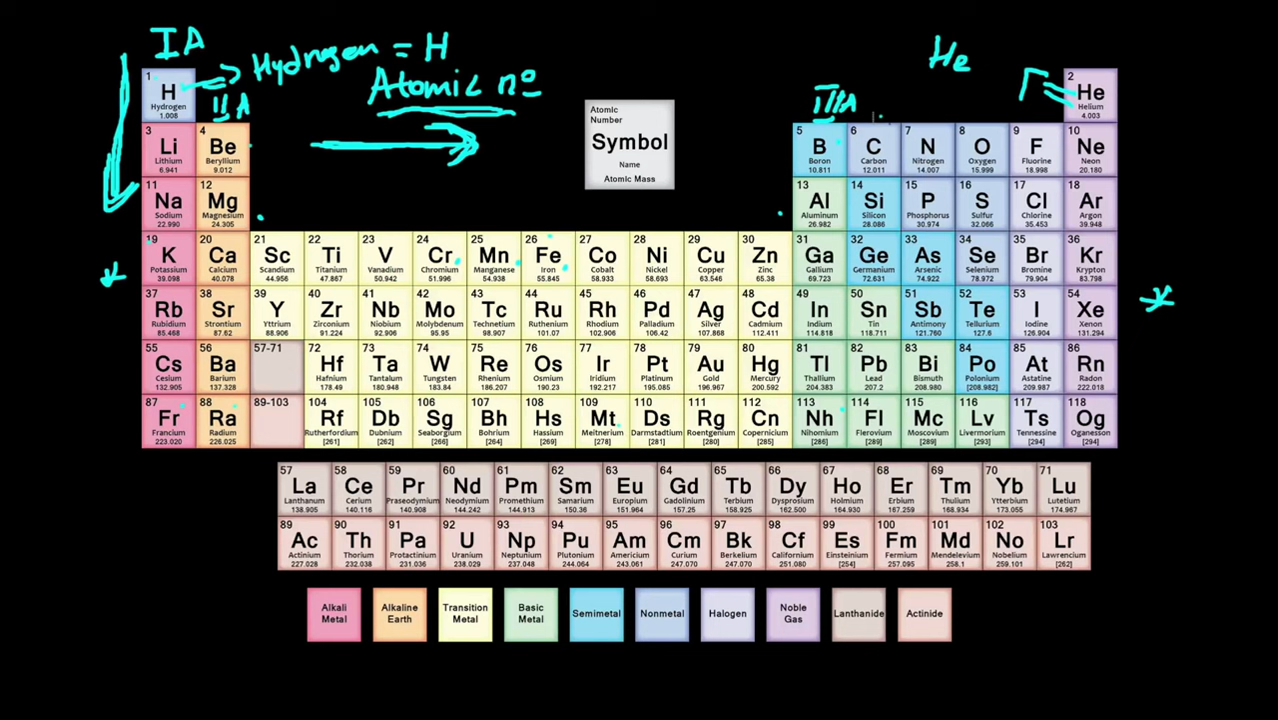 IA
Hydrogen = H
Atomic nº
IIA
IIIA
He
Atomic
Number
Symbol
Name
Atomic Mass
1 2
H He
Hydrogen Helium
1.008 4.003
3 4 5 6 7 8 9 10
Li Be B C N O F Ne
Lithium Beryllium Boron Carbon Nitrogen Oxygen Fluorine Neon
6.941 9.012 10.811 12.011 14.007 15.999 18.998 20.180
11 12 13 14 15 16 17 18
Na Mg Al Si P S Cl Ar
Sodium Magnesium Aluminum Silicon Phosphorus Sulfur Chlorine Argon
22.990 24.305 26.982 28.086 30.974 32.066 35.453 39.948
19 20 21 22 23 24 25 26 27 28 29 30 31 32 33 34 35 36
K Ca Sc Ti V Cr Mn Fe Co Ni Cu Zn Ga Ge As Se Br Kr
Potassium Calcium Scandium Titanium Vanadium Chromium Manganese Iron Cobalt Nickel Copper Zinc Gallium Germanium Arsenic Selenium Bromine Krypton
39.098 40.078 44.956 47.867 50.942 51.996 54.938 55.845 58.933 58.693 63.546 65.38 69.723 72.631 74.922 78.972 79.904 83.798
37 38 39 40 41 42 43 44 45 46 47 48 49 50 51 52 53 54
Rb Sr Y Zr Nb Mo Tc Ru Rh Pd Ag Cd In Sn Sb Te I Xe
Rubidium Strontium Yttrium Zirconium Niobium Molybdenum Technetium Ruthenium Rhodium Palladium Silver Cadmium Indium Tin Antimony Tellurium Iodine Xenon
85.468 87.62 88.906 91.224 92.906 95.95 98.907 101.07 102.906 106.42 107.868 112.411 114.818 118.711 121.760 127.6 126.904 131.294
55 56 57-71 72 73 74 75 76 77 78 79 80 81 82 83 84 85 86
Cs Ba Hf Ta W Re Os Ir Pt Au Hg Tl Pb Bi Po At Rn
Cesium Barium Hafnium Tantalum Tungsten Rhenium Osmium Iridium Platinum Gold Mercury Thallium Lead Bismuth Polonium Astatine Radon
132.905 137.328 178.49 180.948 183.84 186.207 190.23 192.217 195.085 196.967 200.592 204.383 207.2 208.980 [208.982] 209.987 222.018
87 88 89-103 104 105 106 107 108 109 110 111 112 113 114 115 116 117 118
Fr Ra Rf Db Sg Bh Hs Mt Ds Rg Cn Nh Fl Mc Lv Ts Og
Francium Radium Rutherfordium Dubnium Seaborgium Bohrium Hassium Meitnerium Darmstadtium Roentgenium Copernicium Nihonium Flerovium Moscovium Livermorium Tennessine Oganesson
223.020 226.025 [261] [262] [266] [264] [269] [278] [281] [280] [285] [286] [289] [289] [293] [294] [294]
57 58 59 60 61 62 63 64 65 66 67 68 69 70 71
La Ce Pr Nd Pm Sm Eu Gd Tb Dy Ho Er Tm Yb Lu
Lanthanum Cerium Praseodymium Neodymium Promethium Samarium Europium Gadolinium Terbium Dysprosium Holmium Erbium Thulium Ytterbium Lutetium
138.905 140.116 140.908 144.242 144.913 150.36 151.964 157.25 158.925 162.500 164.930 167.259 168.934 173.055 174.967
89 90 91 92 93 94 95 96 97 98 99 100 101 102 103
Ac Th Pa U Np Pu Am Cm Bk Cf Es Fm Md No Lr
Actinium Thorium Protactinium Uranium Neptunium Plutonium Americium Curium Berkelium Californium Einsteinium Fermium Mendelevium Nobelium Lawrencium
227.028 232.038 231.036 238.029 237.048 244.064 243.061 247.070 247.070 251.080 [254] 257.095 258.1 259.101 [262]
Alkali Metal
Alkaline Earth
Transition Metal
Basic Metal
Semimetal
Nonmetal
Halogen
Noble Gas
Lanthanide
Actinide